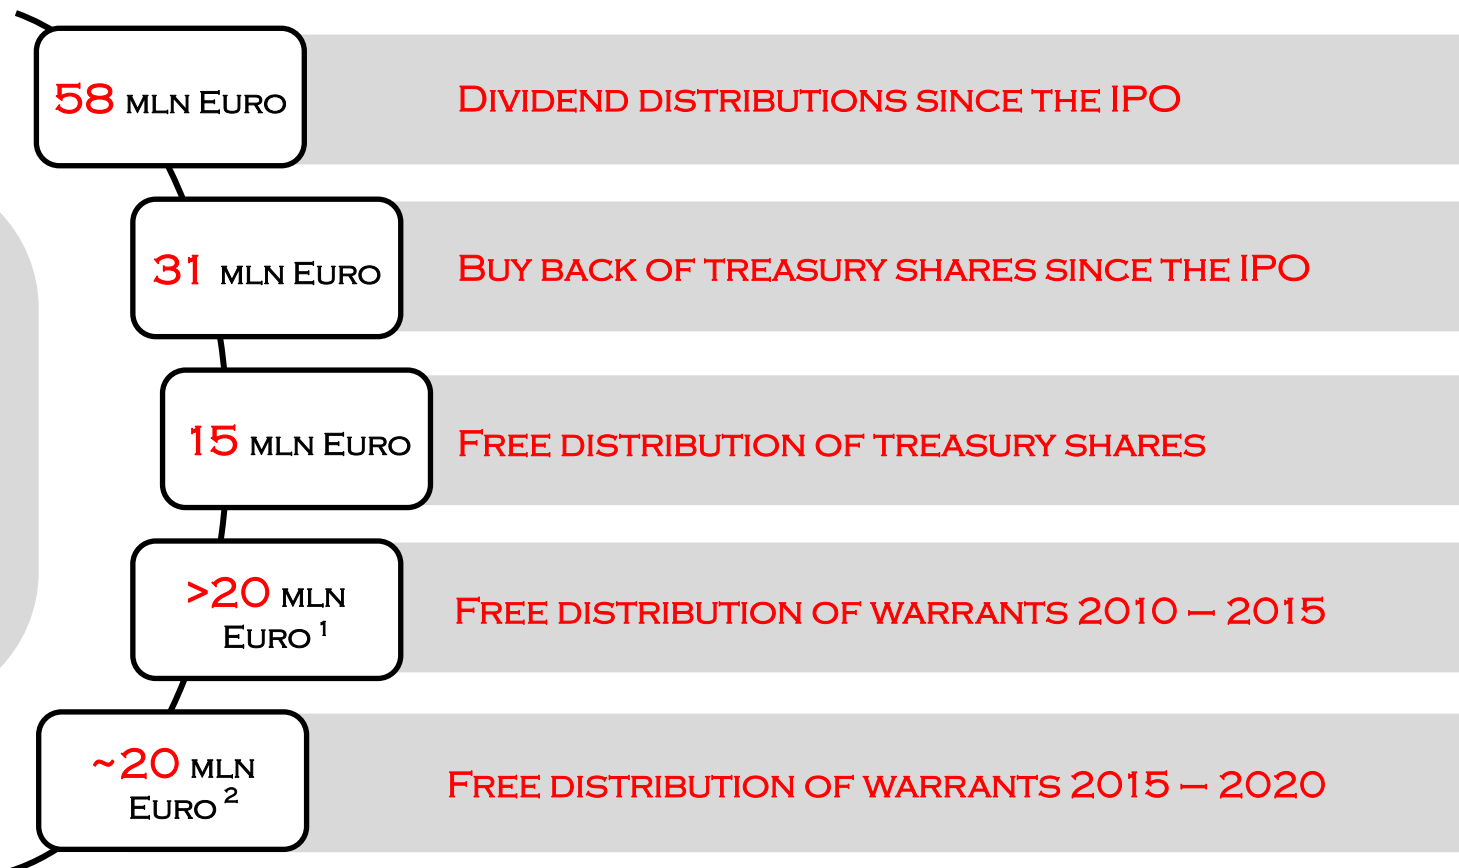 58 MLN EURO
DIVIDEND DISTRIBUTIONS SINCE THE IPO
31 MLN EURO
BUY BACK OF TREASURY SHARES SINCE THE IPO
15 MLN EURO
FREE DISTRIBUTION OF TREASURY SHARES
>20 MLN
EURO 1
FREE DISTRIBUTION OF WARRANTS 2010 – 2015
~20 MLN
EURO 2
FREE DISTRIBUTION OF WARRANTS 2015 – 2020